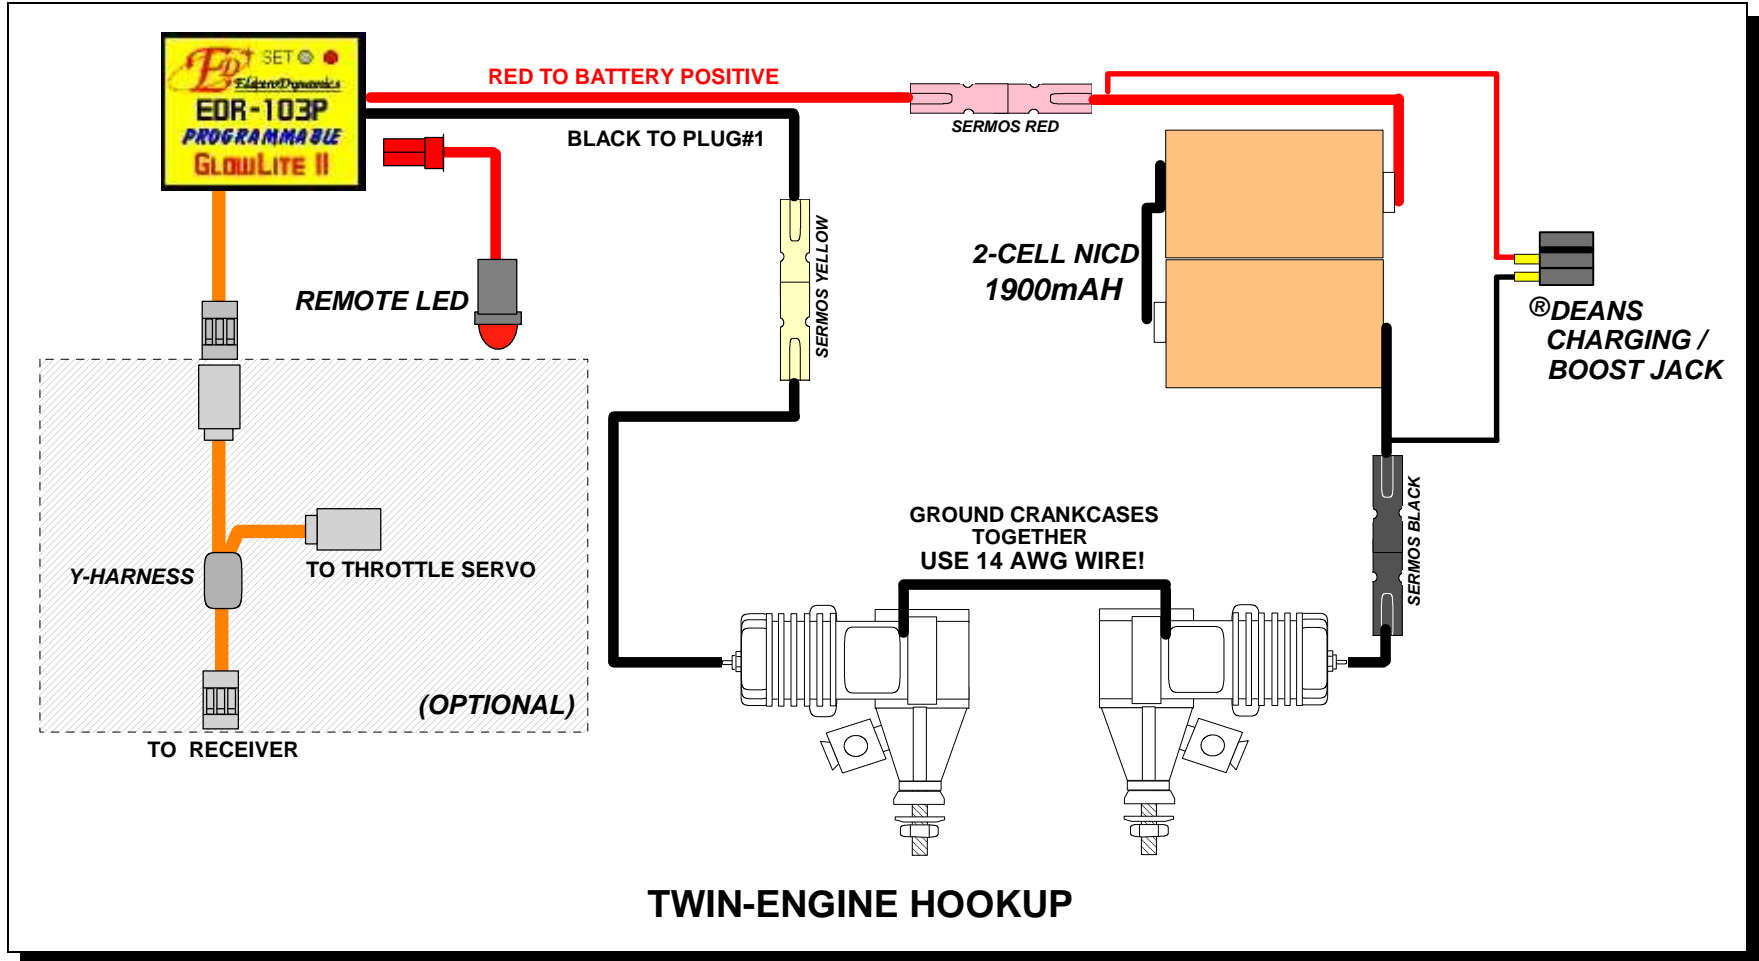 SET
ElsperoDynamics
EDR-103P
PROGRAMMABLE
GLOWLITE II
RED TO BATTERY POSITIVE
BLACK TO PLUG#1
SERMOS RED
SERMOS YELLOW
REMOTE LED
2-CELL NICD
1900mAH
®DEANS
CHARGING /
BOOST JACK
SERMOS BLACK
GROUND CRANKCASES
TOGETHER
USE 14 AWG WIRE!
Y-HARNESS
TO THROTTLE SERVO
(OPTIONAL)
TO RECEIVER
TWIN-ENGINE HOOKUP